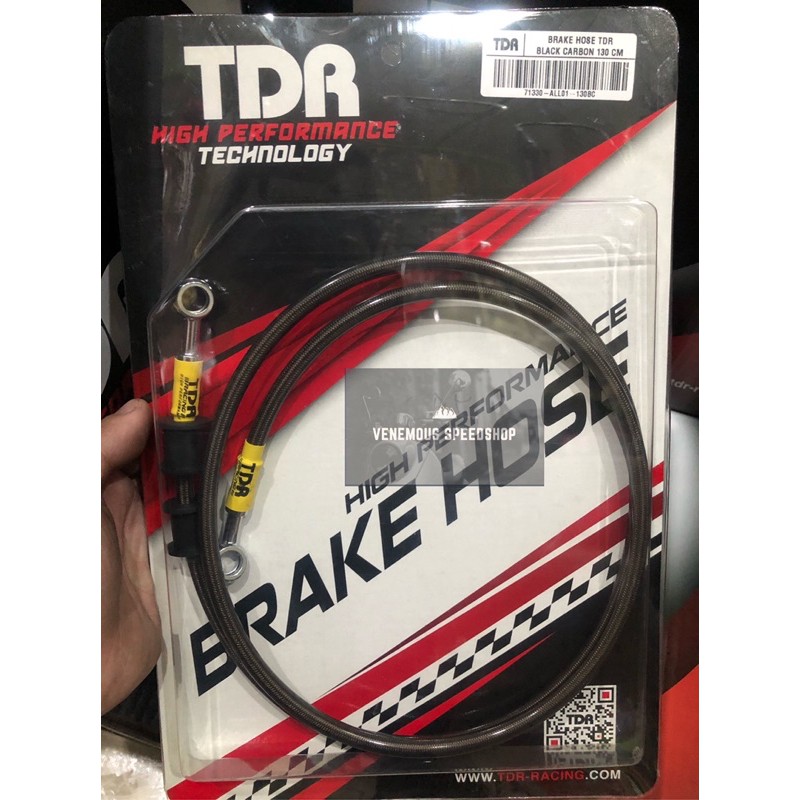 TDR
HIGH PERFORMANCE
TECHNOLOGY
TDR
BRAKE HOSE TDR
BLACK CARBON 130 CM
71330-ALL01-130BC
TDR
RACING
TDR
HIGH PERFORMANCE
BRAKE HOSE
VENEMOUS SPEEDSHOP
TDR
WWW.TDR-RACING.COM